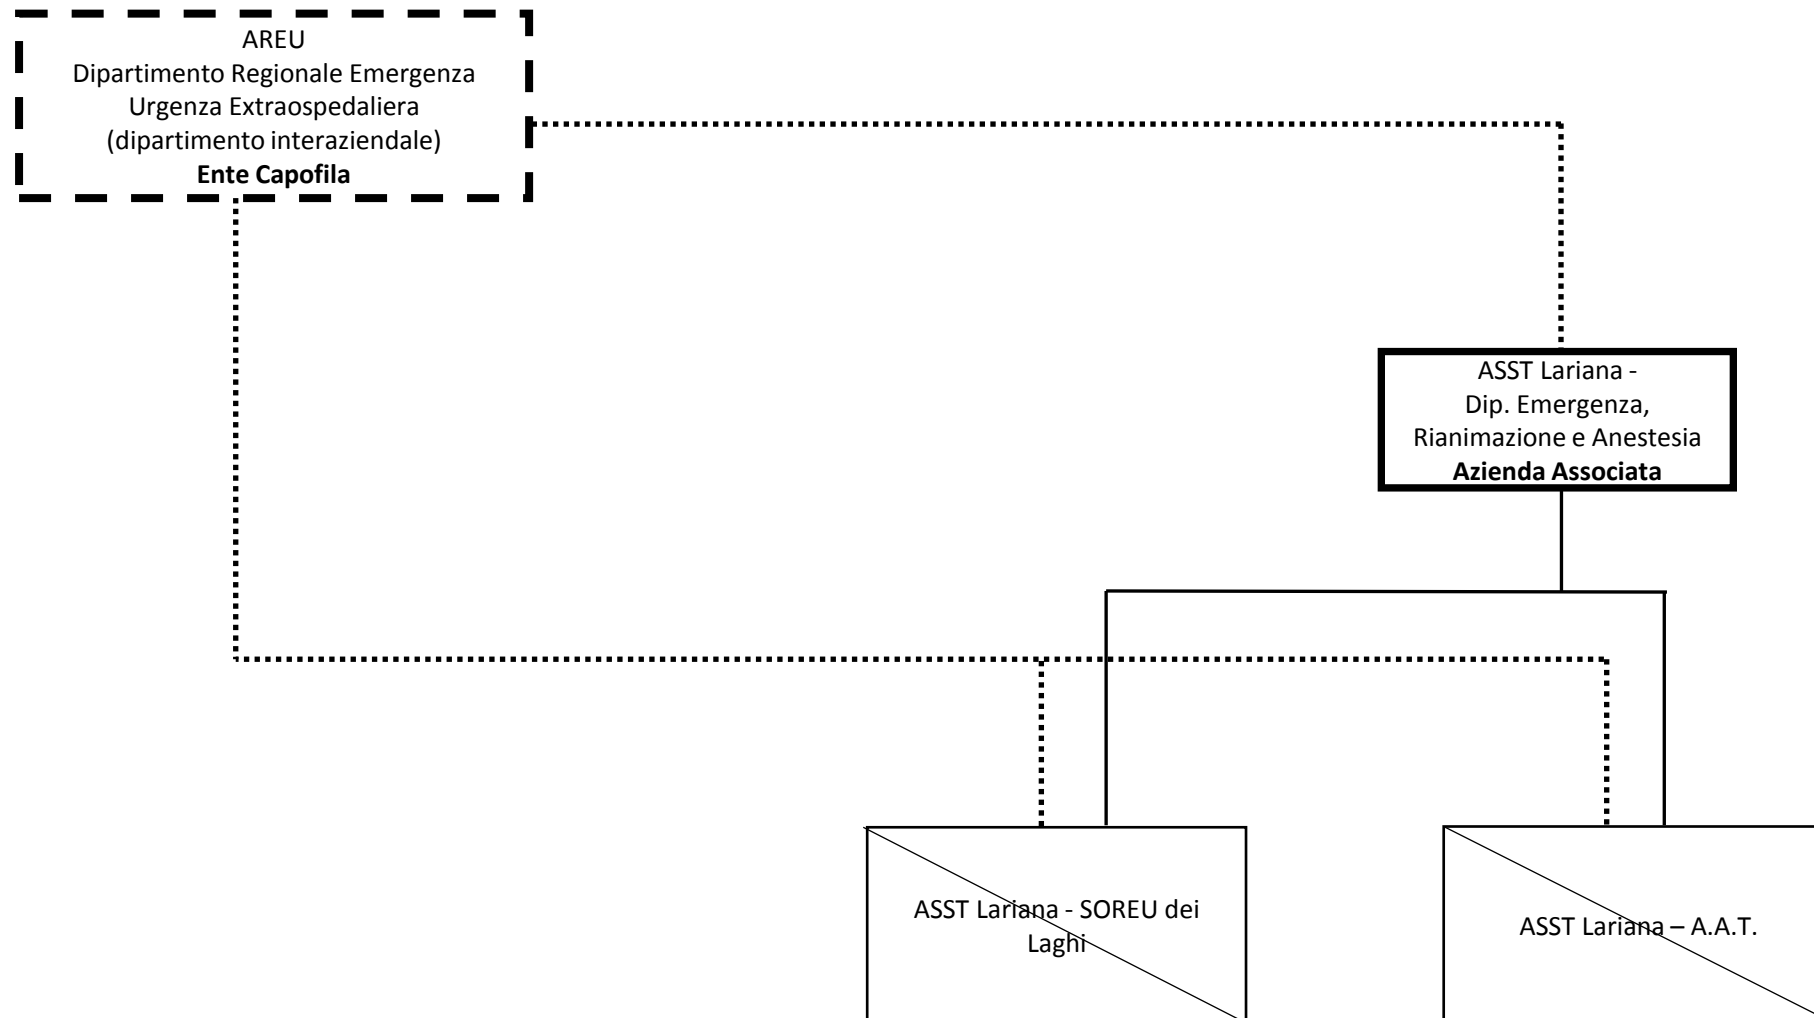 AREU
Dipartimento Regionale Emergenza
Urgenza Extraospedaliera
(dipartimento interaziendale)
Ente Capofila
ASST Lariana -
Dip. Emergenza,
Rianimazione e Anestesia
Azienda Associata
ASST Lariana - SOREU dei
Laghi
ASST Lariana – A.A.T.